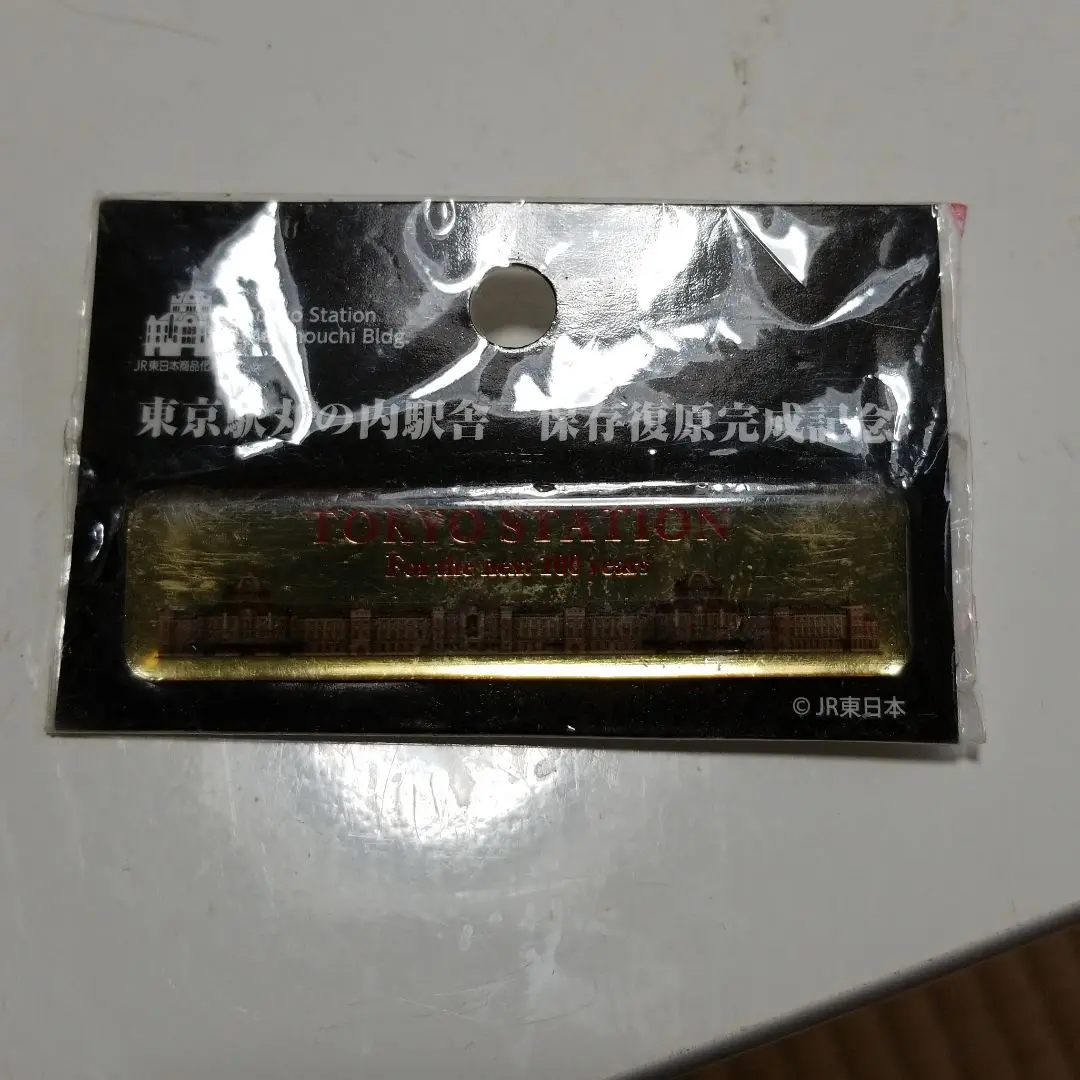 Station
Bldg
JR東日本商品化
東京駅丸の内駅舎 保存復原完成記念
TOKYO STATION
For the next 100 years
© JR東日本